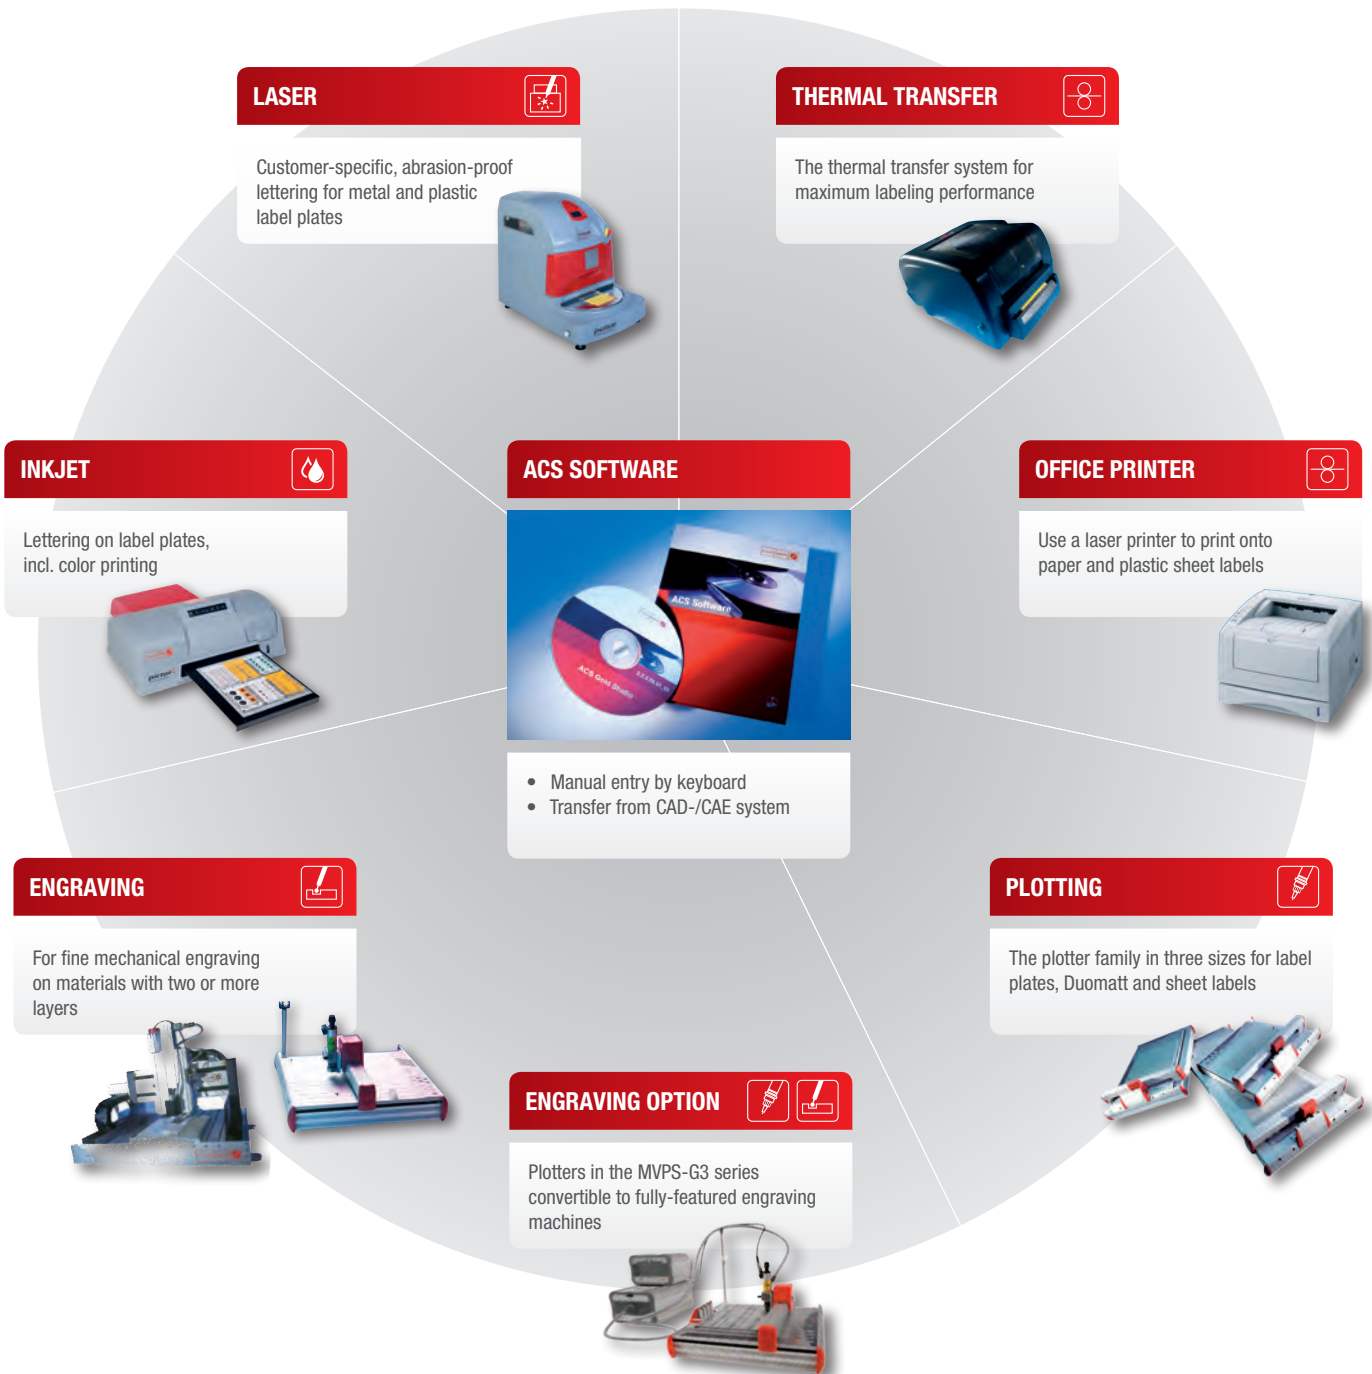 LASER
Customer-specific, abrasion-proof
lettering for metal and plastic
label plates
THERMAL TRANSFER
The thermal transfer system for
maximum labeling performance
INKJET
Lettering on label plates,
incl. color printing
ACS SOFTWARE
ACS Software
ACS Gold Studio
• Manual entry by keyboard
• Transfer from CAD-/CAE system
OFFICE PRINTER
Use a laser printer to print onto
paper and plastic sheet labels
ENGRAVING
For fine mechanical engraving
on materials with two or more
layers
PLOTTING
The plotter family in three sizes for label
plates, Duomatt and sheet labels
ENGRAVING OPTION
Plotters in the MVPS-G3 series
convertible to fully-featured engraving
machines